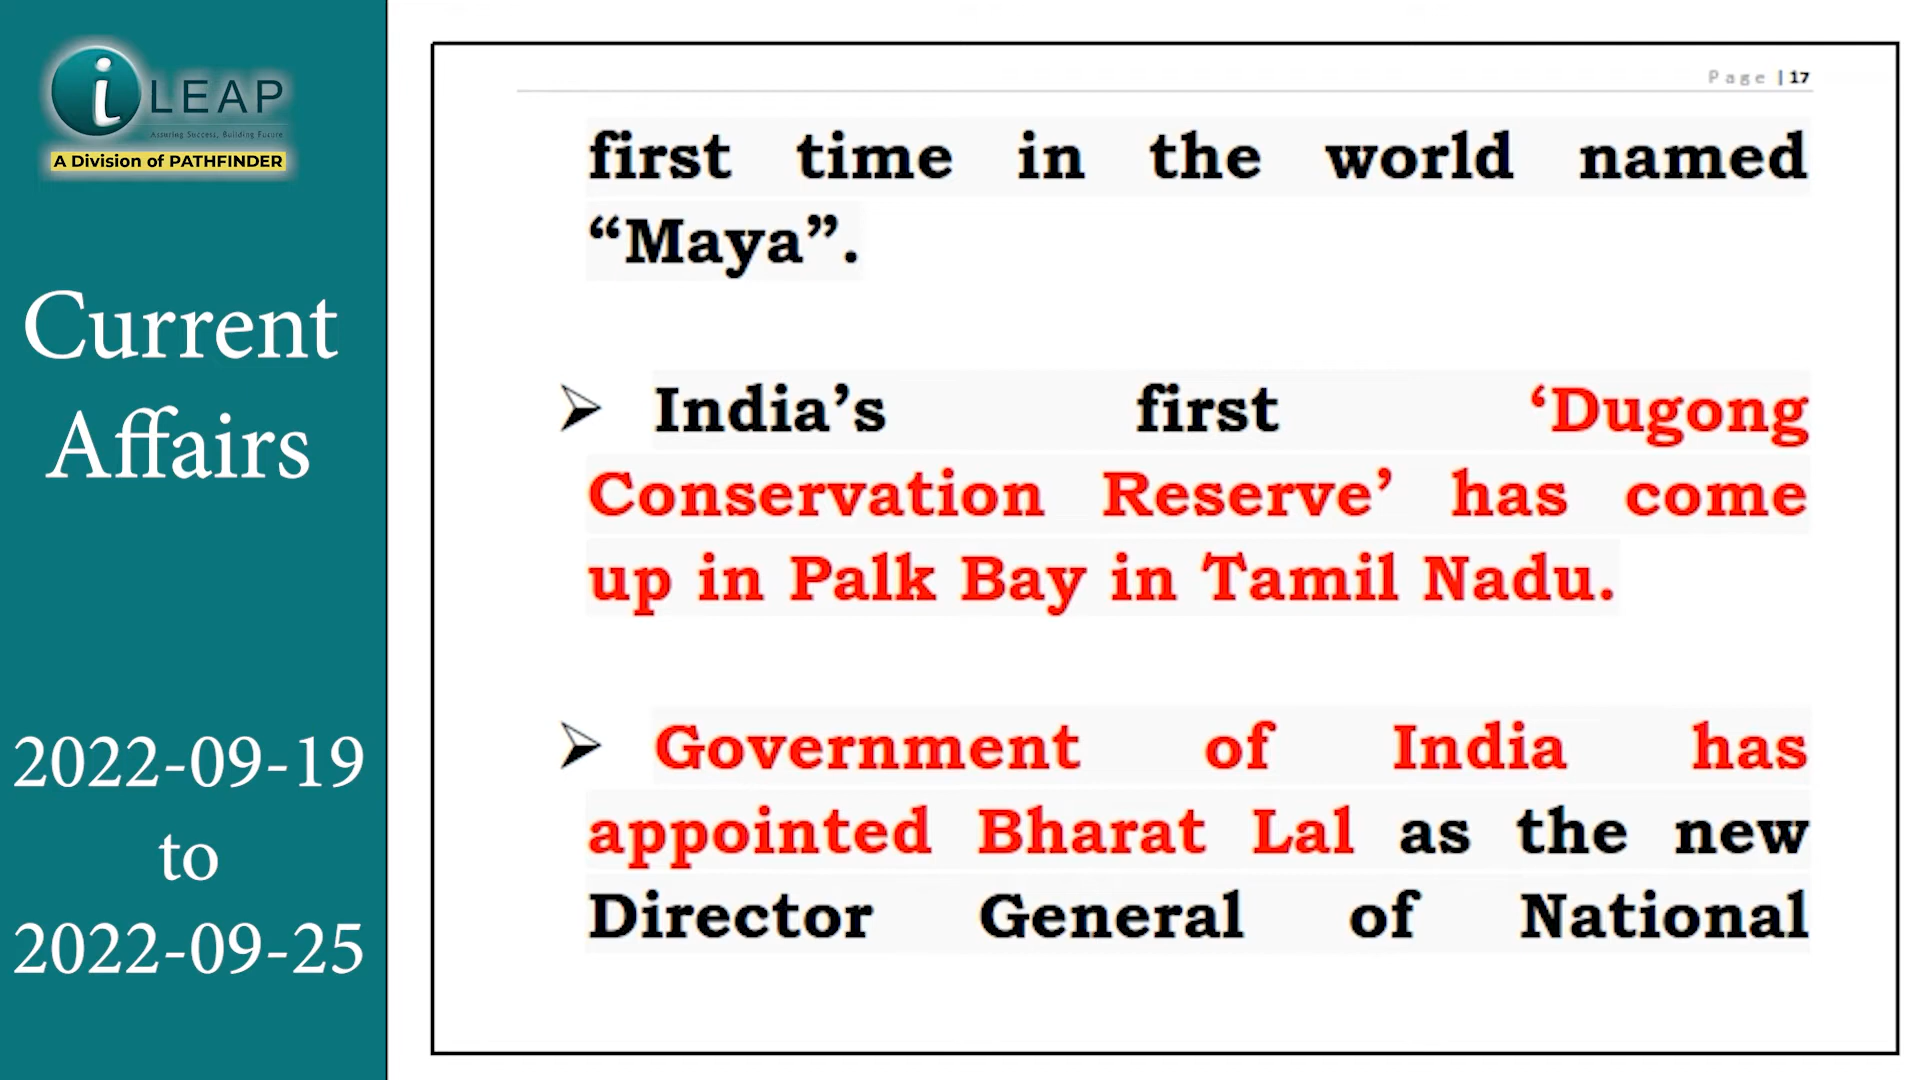 i LEAP
Assuring Success, Building Future
A Division of PATHFINDER
Current
Affairs
2022-09-19
to
2022-09-25
Page | 17
first time in the world named
“Maya”.
➢ India’s first ‘Dugong
Conservation Reserve’ has come
up in Palk Bay in Tamil Nadu.
➢ Government of India has
appointed Bharat Lal as the new
Director General of National